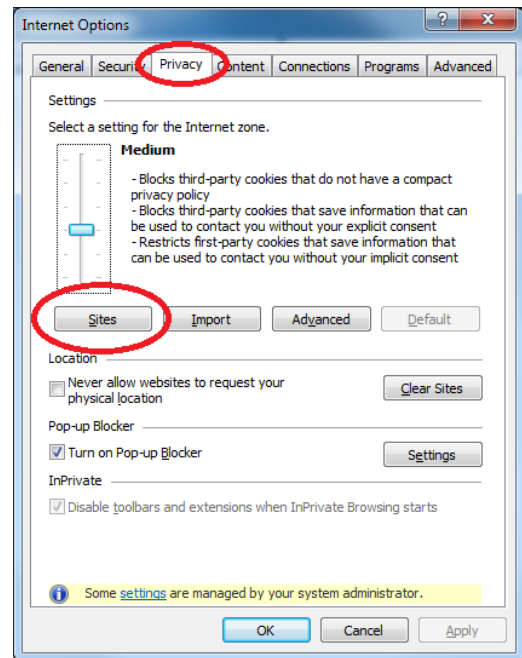 Internet Options
General Security Privacy Content Connections Programs Advanced
Settings
Select a setting for the Internet zone.
Medium
- Blocks third-party cookies that do not have a compact
privacy policy
- Blocks third-party cookies that save information that can
be used to contact you without your explicit consent
- Restricts first-party cookies that save information that
can be used to contact you without your implicit consent
Sites Import Advanced Default
Location
Never allow websites to request your
physical location
Clear Sites
Pop-up Blocker
Turn on Pop-up Blocker
Settings
InPrivate
Disable toolbars and extensions when InPrivate Browsing starts
Some settings are managed by your system administrator.
OK Cancel Apply